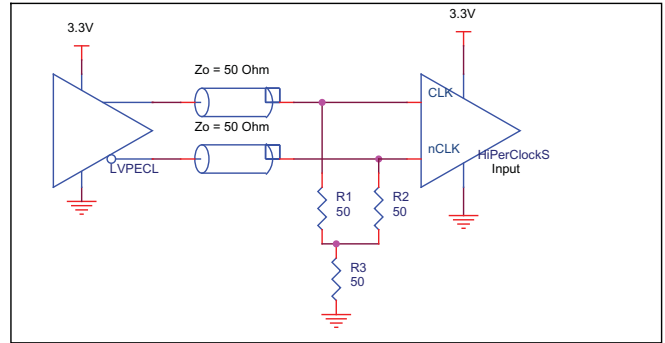 3.3V
3.3V
Zo = 50 Ohm
CLK
Zo = 50 Ohm
nCLK
LVPECL
HiPerClockS
Input
R1
50
R2
50
R3
50